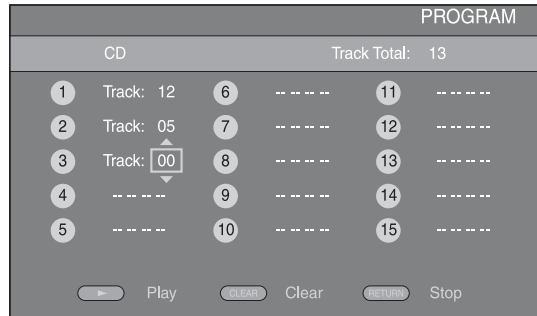 PROGRAM
CD Track Total: 13
1 Track: 12 6 -- -- -- -- 11 -- -- -- --
2 Track: 05 7 -- -- -- -- 12 -- -- -- --
3 Track: 00 8 -- -- -- -- 13 -- -- -- --
4 -- -- -- -- 9 -- -- -- -- 14 -- -- -- --
5 -- -- -- -- 10 -- -- -- -- 15 -- -- -- --
Play CLEAR Clear RETURN Stop